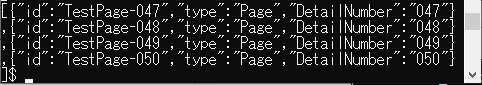 [{"id":"TestPage-047","type":"Page","DetailNumber":"047"}
,{"id":"TestPage-048","type":"Page","DetailNumber":"048"}
,{"id":"TestPage-049","type":"Page","DetailNumber":"049"}
,{"id":"TestPage-050","type":"Page","DetailNumber":"050"}
]$